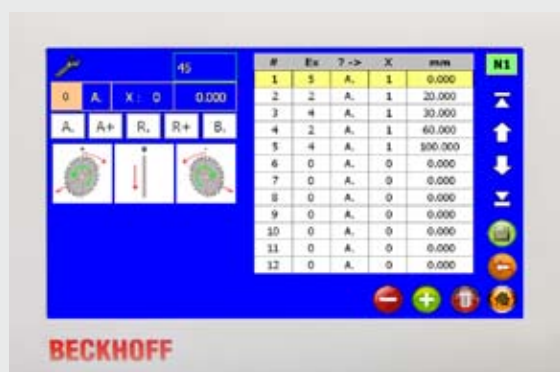 45
0 A. X: 0 0.000
A. A+ R. R+ B.
# Ex ? -> X mm
1 5 A. 1 0.000
2 2 A. 1 20.000
3 4 A. 1 30.000
4 2 A. 1 60.000
5 4 A. 1 100.000
6 0 A. 0 0.000
7 0 A. 0 0.000
8 0 A. 0 0.000
9 0 A. 0 0.000
10 0 A. 0 0.000
11 0 A. 0 0.000
12 0 A. 0 0.000
N1
BECKHOFF